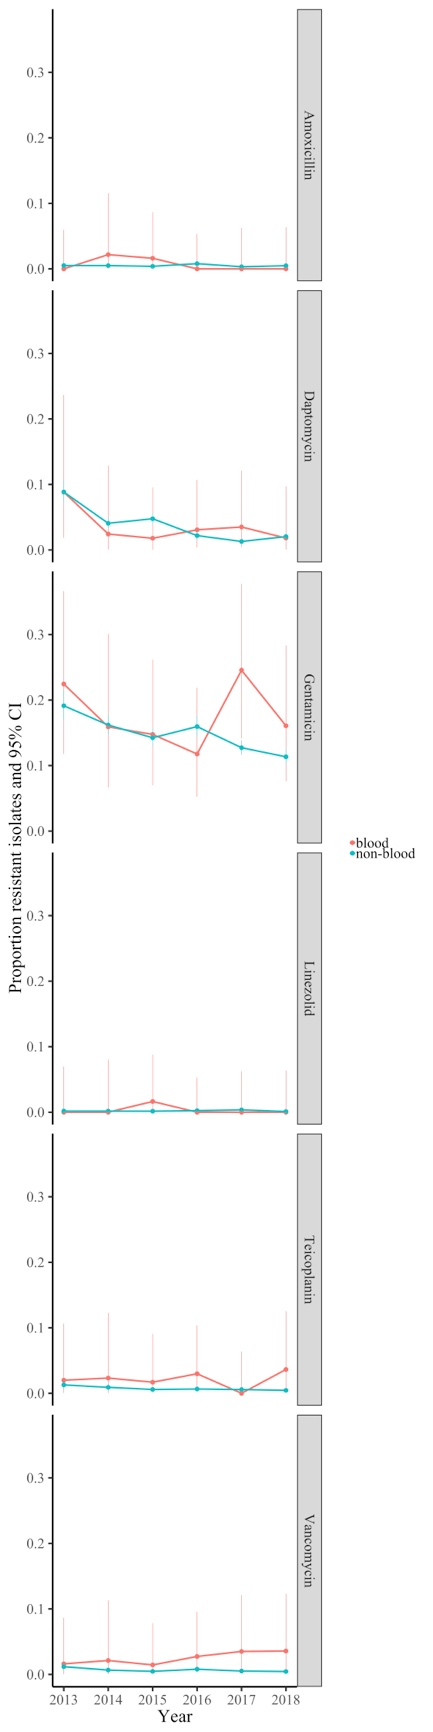 0.3
0.2
0.1
0.0
Amoxicillin
0.3
0.2
0.1
0.0
Daptomycin
0.3
0.2
0.1
0.0
Gentamicin
Proportion resistant isolates and 95% CI
blood
non-blood
0.3
0.2
0.1
0.0
Linezolid
0.3
0.2
0.1
0.0
Teicoplanin
0.3
0.2
0.1
0.0
Vancomycin
2013 2014 2015 2016 2017 2018
Year